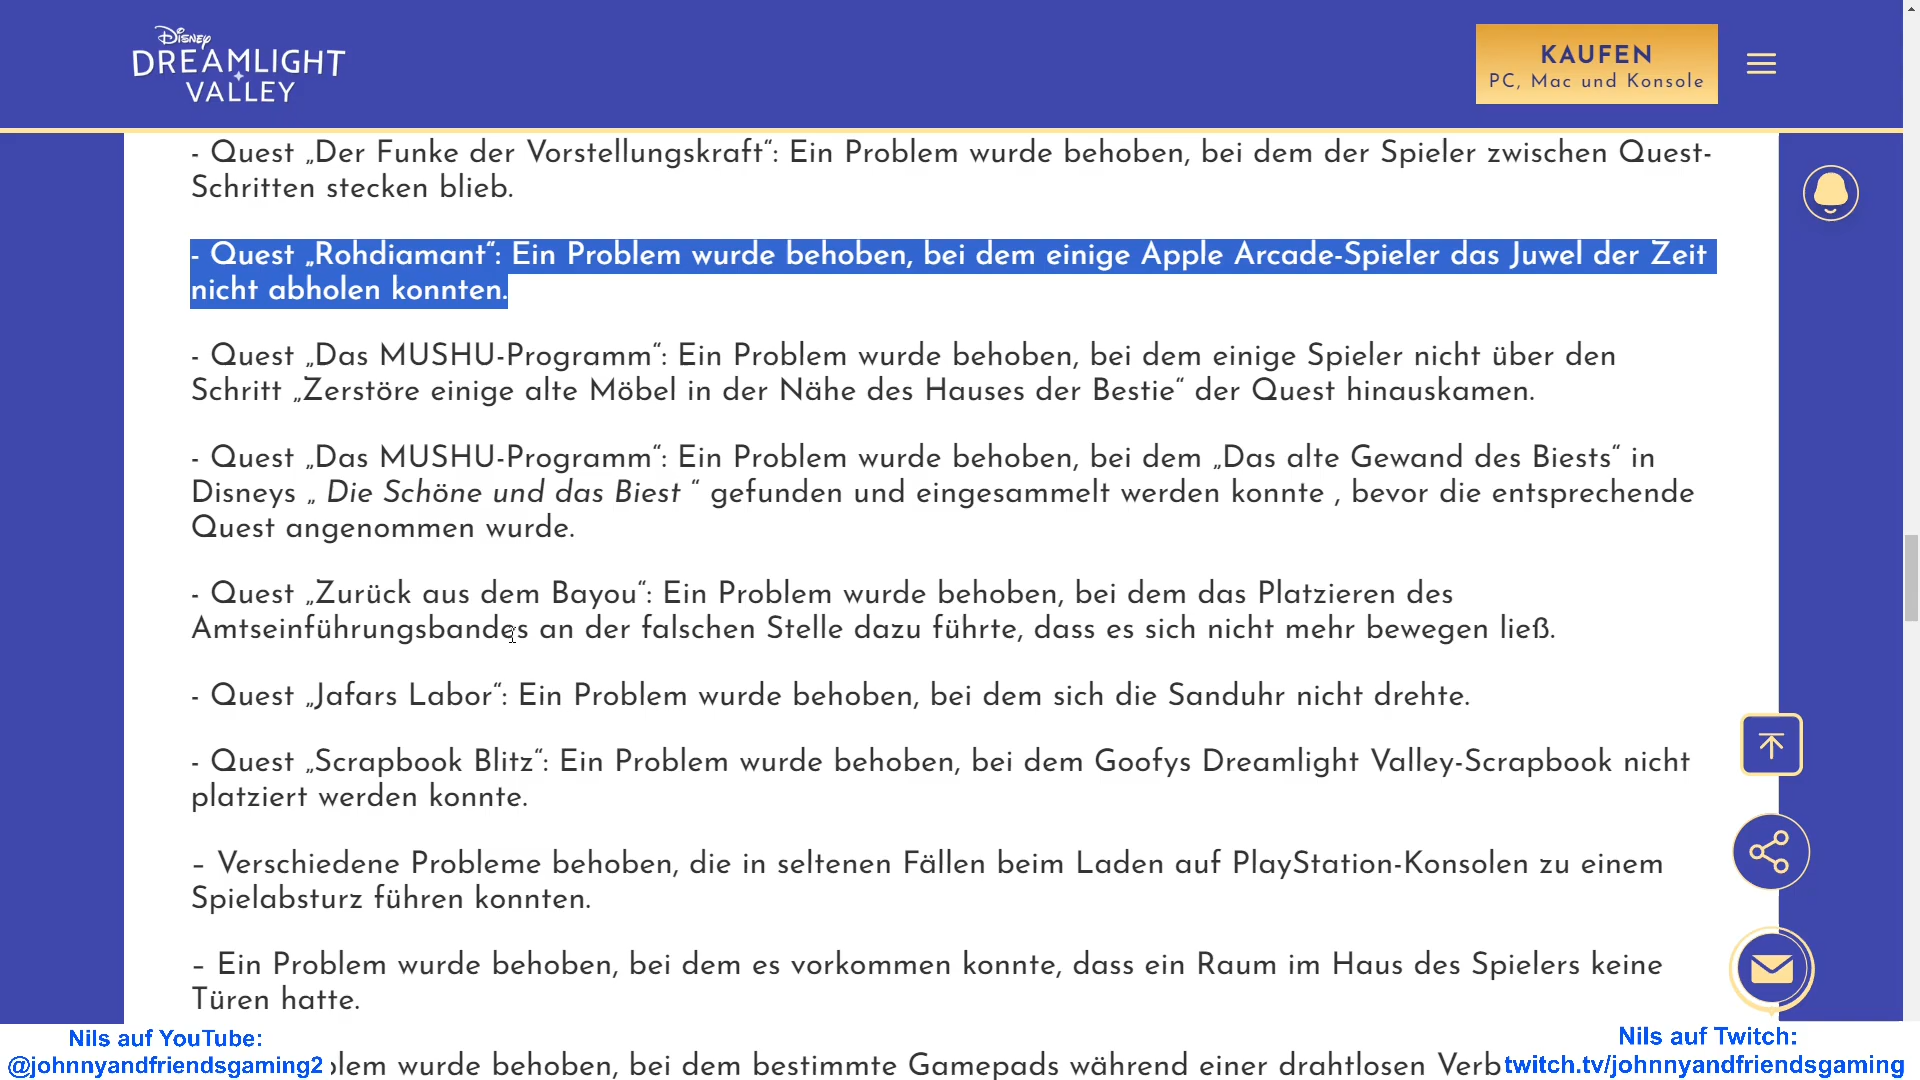 Disney
DREAMLIGHT
VALLEY
KAUFEN
PC, Mac und Konsole
- Quest „Der Funke der Vorstellungskraft“: Ein Problem wurde behoben, bei dem der Spieler zwischen Quest-
Schritten stecken blieb.
- Quest „Rohdiamant“: Ein Problem wurde behoben, bei dem einige Apple Arcade-Spieler das Juwel der Zeit
nicht abholen konnten.
- Quest „Das MUSHU-Programm“: Ein Problem wurde behoben, bei dem einige Spieler nicht über den
Schritt „Zerstöre einige alte Möbel in der Nähe des Hauses der Bestie“ der Quest hinauskamen.
- Quest „Das MUSHU-Programm“: Ein Problem wurde behoben, bei dem „Das alte Gewand des Biests“ in
Disneys „ Die Schöne und das Biest “ gefunden und eingesammelt werden konnte , bevor die entsprechende
Quest angenommen wurde.
- Quest „Zurück aus dem Bayou“: Ein Problem wurde behoben, bei dem das Platzieren des
Amtseinführungsbandes an der falschen Stelle dazu führte, dass es sich nicht mehr bewegen ließ.
- Quest „Jafars Labor“: Ein Problem wurde behoben, bei dem sich die Sanduhr nicht drehte.
- Quest „Scrapbook Blitz“: Ein Problem wurde behoben, bei dem Goofys Dreamlight Valley-Scrapbook nicht
platziert werden konnte.
– Verschiedene Probleme behoben, die in seltenen Fällen beim Laden auf PlayStation-Konsolen zu einem
Spielabsturz führen konnten.
– Ein Problem wurde behoben, bei dem es vorkommen konnte, dass ein Raum im Haus des Spielers keine
Türen hatte.
Nils auf YouTube:
@johnnyandfriendsgaming2
blem wurde behoben, bei dem bestimmte Gamepads während einer drahtlosen Verb
Nils auf Twitch:
twitch.tv/johnnyandfriendsgaming